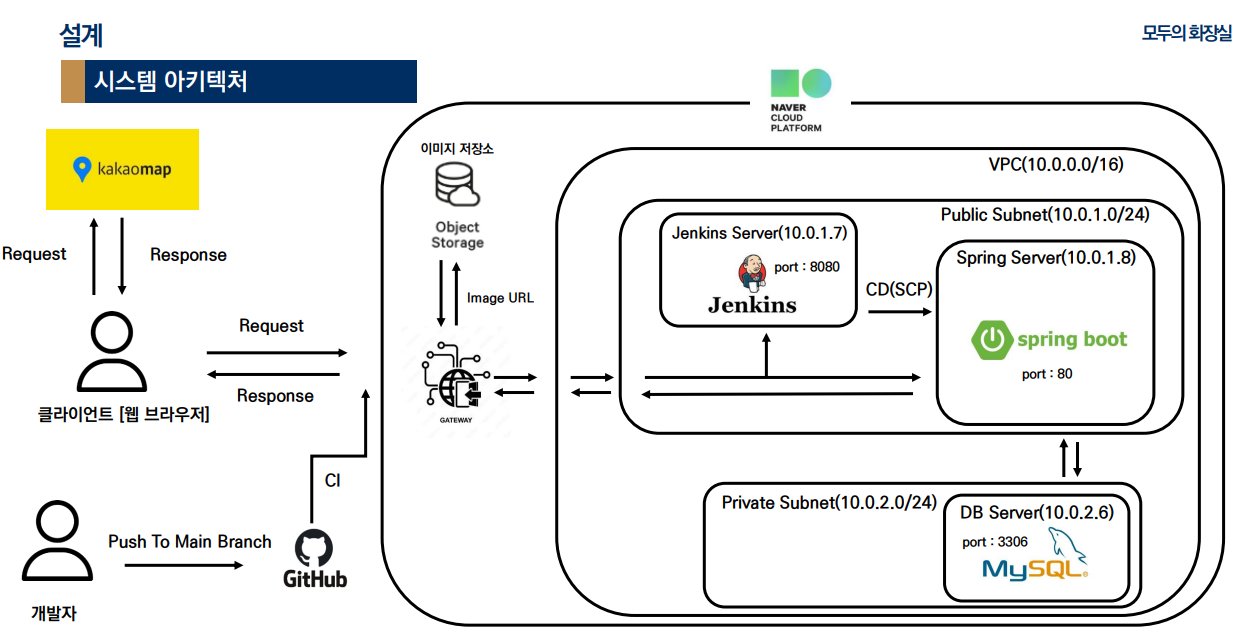 설계
모두의 화장실
시스템 아키텍처
NAVER
CLOUD
PLATFORM
kakaomap
이미지 저장소
Object
Storage
VPC(10.0.0.0/16)
Public Subnet(10.0.1.0/24)
Jenkins Server(10.0.1.7)
port : 8080
Jenkins
CD(SCP)
Spring Server(10.0.1.8)
spring boot
port : 80
Request
Response
Image URL
Request
Response
GATEWAY
클라이언트 [웹 브라우저]
CI
Push To Main Branch
GitHub
개발자
Private Subnet(10.0.2.0/24)
DB Server(10.0.2.6)
port : 3306
MySQL®